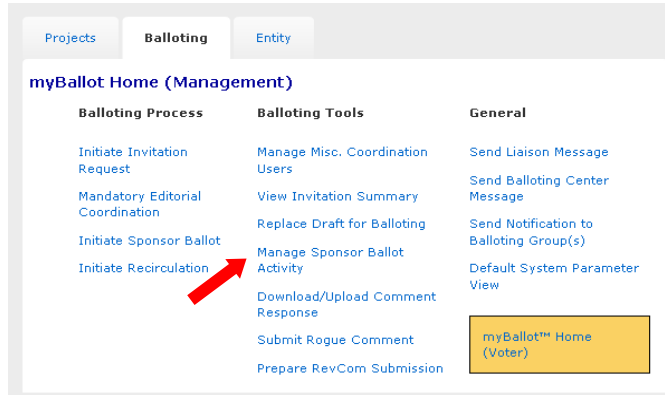 Projects
Balloting
Entity
myBallot Home (Management)
Balloting Process
Initiate Invitation
Request
Mandatory Editorial
Coordination
Initiate Sponsor Ballot
Initiate Recirculation
Balloting Tools
Manage Misc. Coordination
Users
View Invitation Summary
Replace Draft for Balloting
Manage Sponsor Ballot
Activity
Download/Upload Comment
Response
Submit Rogue Comment
Prepare RevCom Submission
General
Send Liaison Message
Send Balloting Center
Message
Send Notification to
Balloting Group(s)
Default System Parameter
View
myBallot™ Home
(Voter)